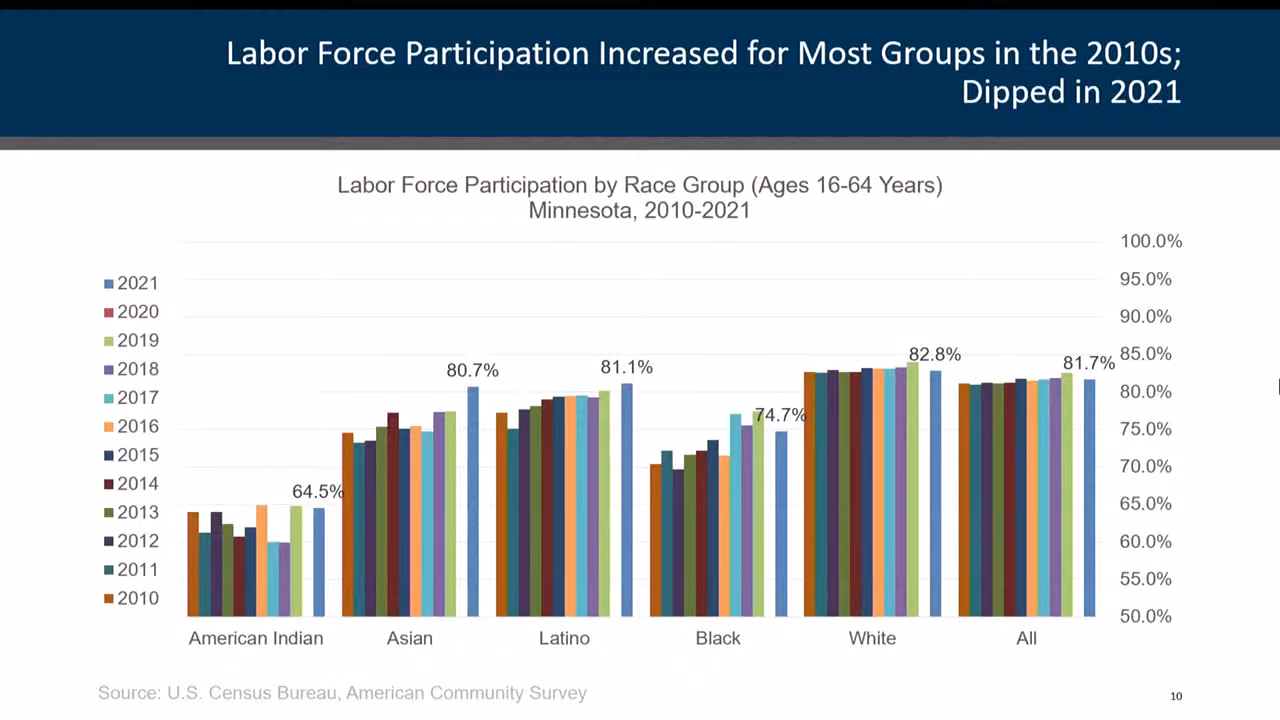 Labor Force Participation Increased for Most Groups in the 2010s;
Dipped in 2021
Labor Force Participation by Race Group (Ages 16-64 Years)
Minnesota, 2010-2021
2021
2020
2019
2018
2017
2016
2015
2014
2013
2012
2011
2010
64.5%
80.7%
81.1%
74.7%
82.8%
81.7%
100.0%
95.0%
90.0%
85.0%
80.0%
75.0%
70.0%
65.0%
60.0%
55.0%
50.0%
American Indian
Asian
Latino
Black
White
All
Source: U.S. Census Bureau, American Community Survey
10